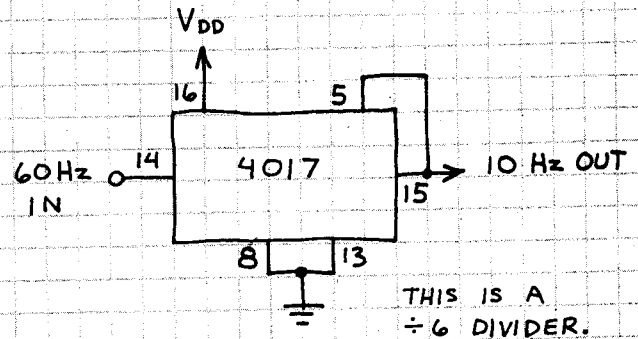 VDD
16
5
60Hz
IN
14
4017
15
10 Hz OUT
8
13
THIS IS A
÷6 DIVIDER.